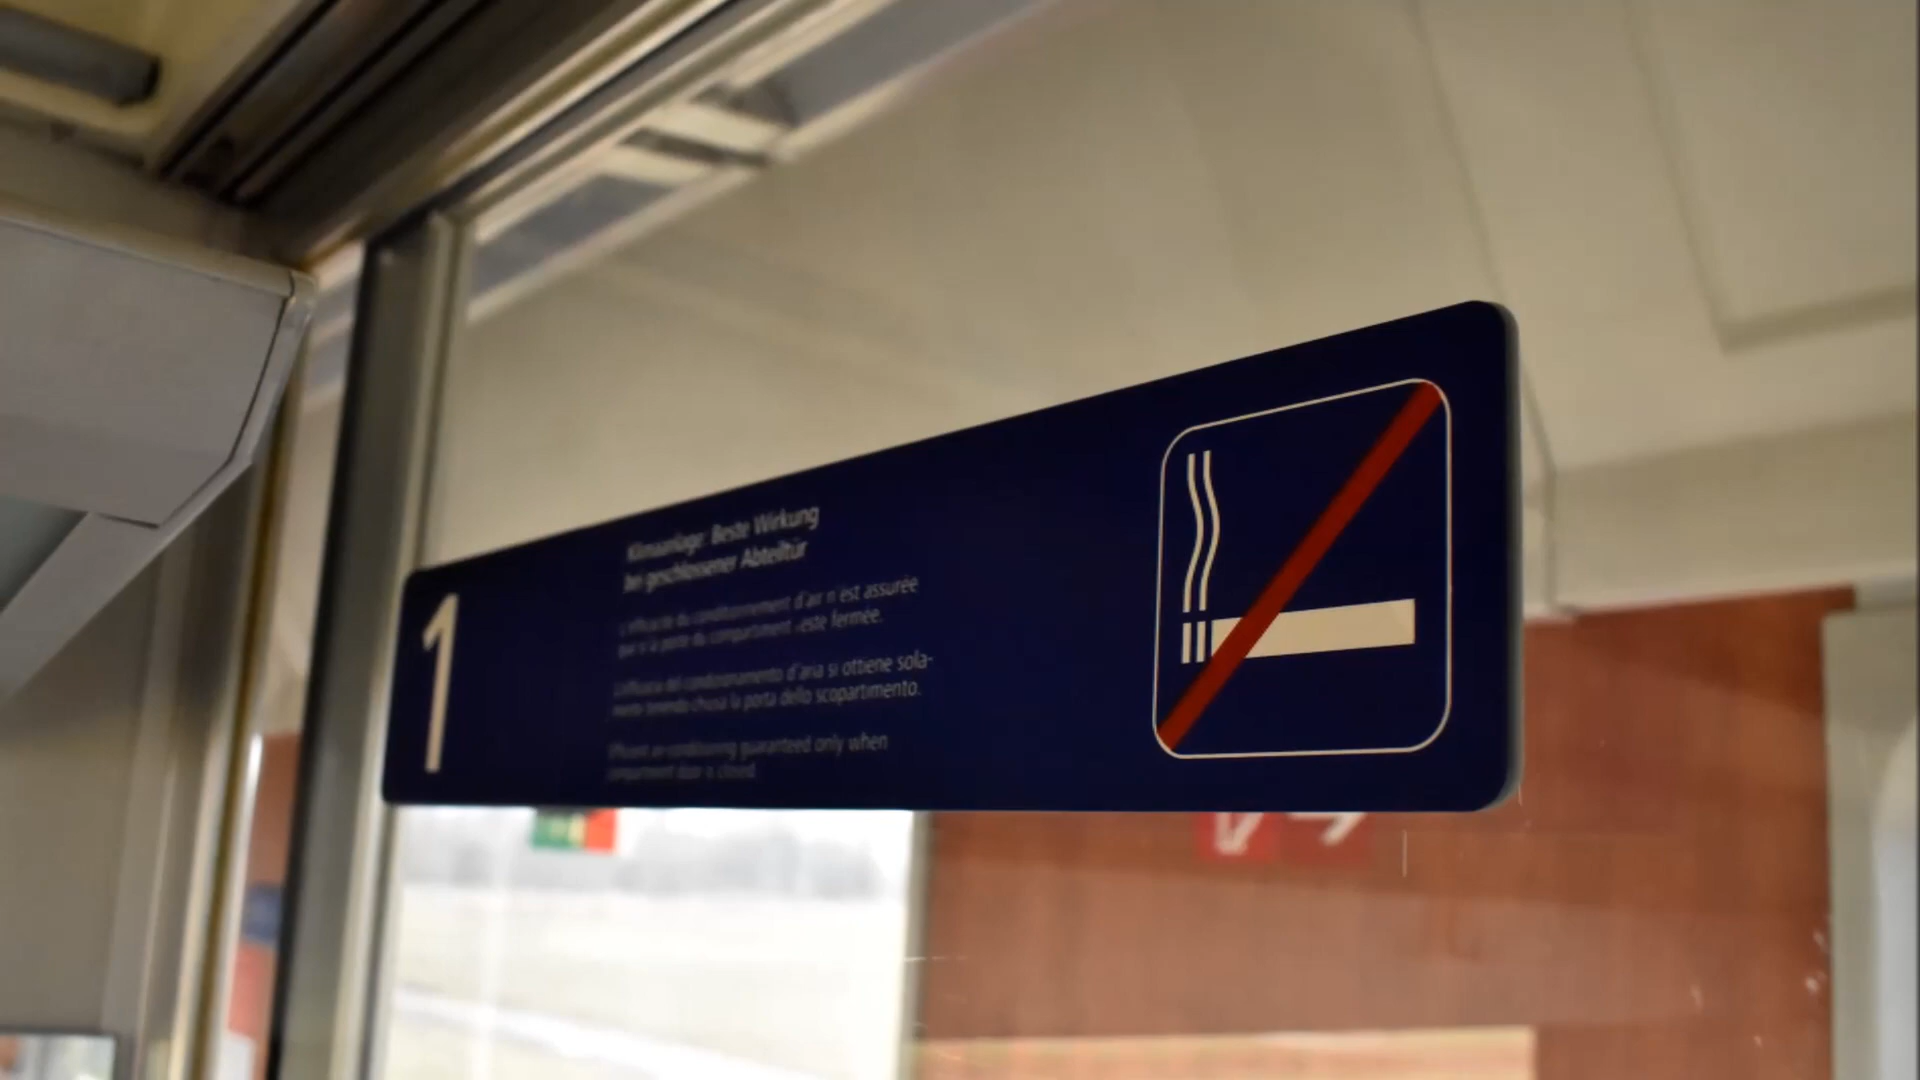 1
Klimaanlage: Beste Wirkung
bei geschlossener Abteiltür
L'efficacité du conditionnement d'air n'est assurée
que si la porte du compartiment reste fermée.
L'efficacia del condizionamento d'aria si ottiene sola-
mente tenendo chiusa la porta dello scopartimento.
Efficient air-conditioning guaranteed only when
compartment door is closed.